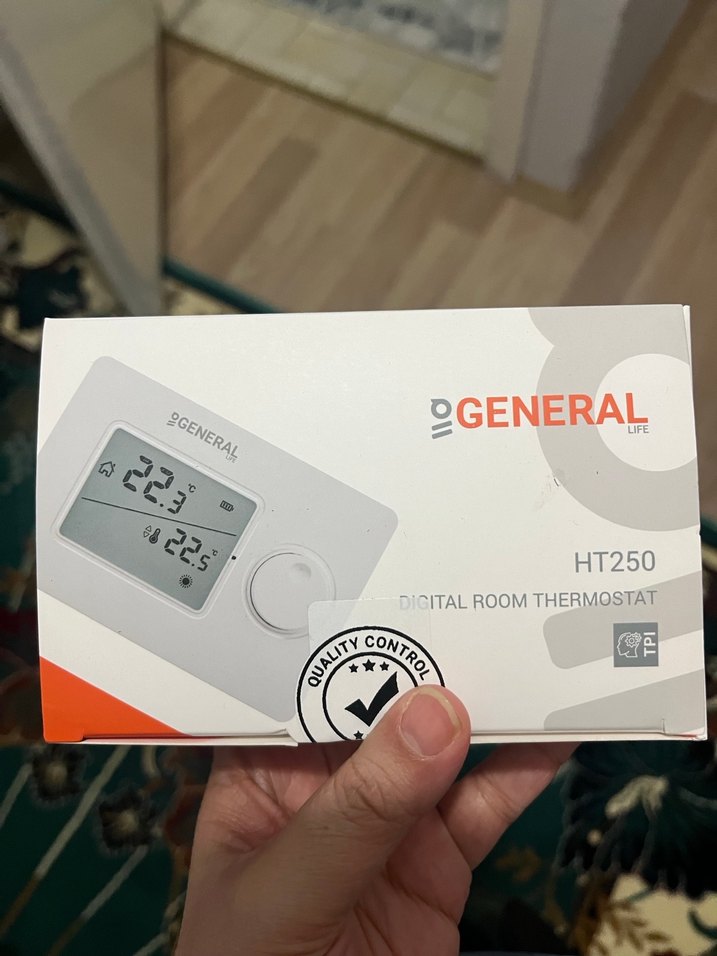 GENERAL
LIFE
HT250
DIGITAL ROOM THERMOSTAT
TPI
GENERAL
LIFE
22.3 °C
22.5 °C
QUALITY CONTROL